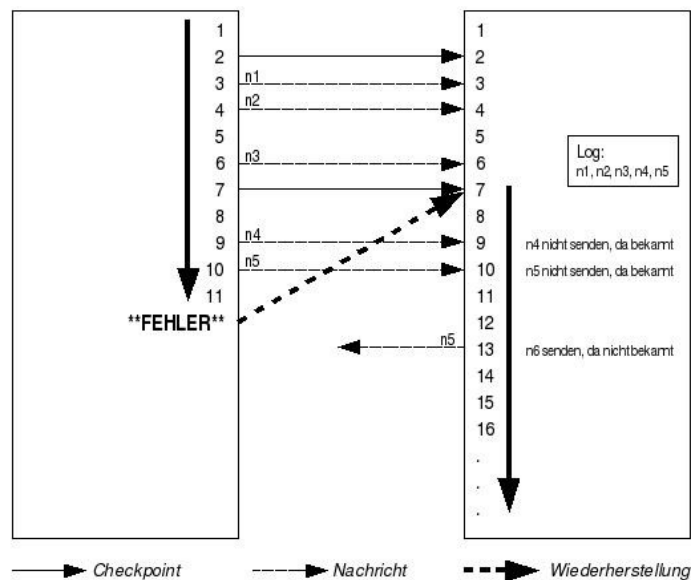 1 1
2 2
n1
3 3
n2
4 4
5 5
n3
6 6
Log:
n1, n2, n3, n4, n5
7 7
8 8
n4
9 9 n4 nicht senden, da bekannt
n5
10 10 n5 nicht senden, da bekannt
11 11
**FEHLER** 12
n5
13 n6 senden, da nicht bekannt
14
15
16
.
.
.
Checkpoint Nachricht Wiederherstellung